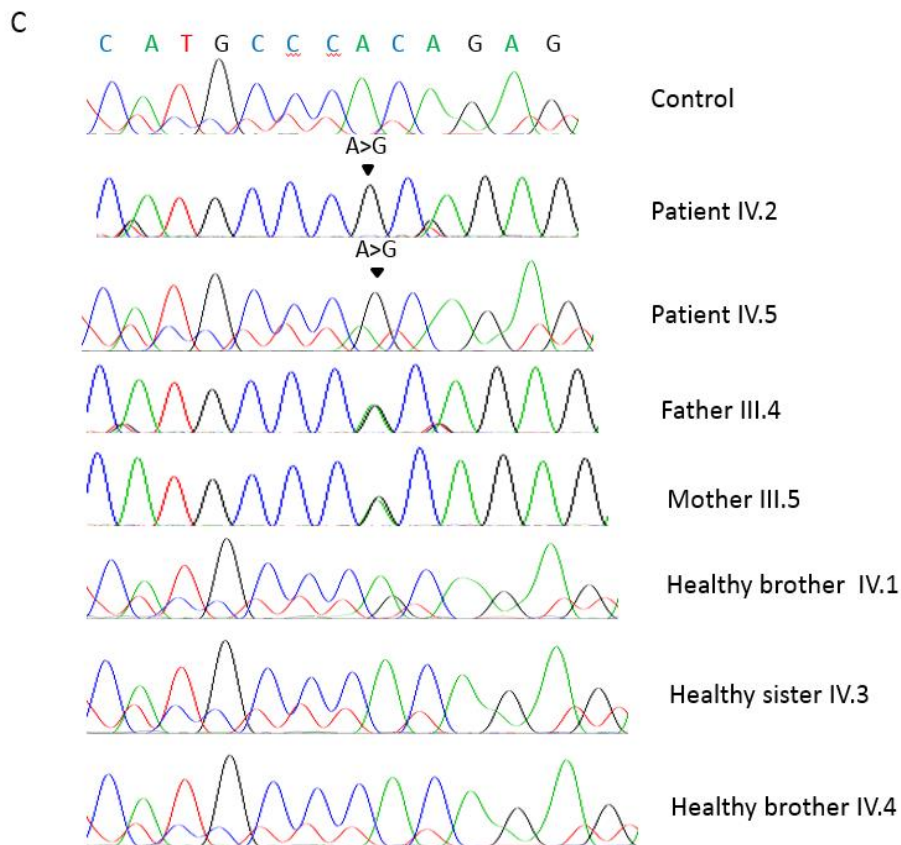 C
C A T G C C C A C A G A G
Control
A>G
Patient IV.2
A>G
Patient IV.5
Father III.4
Mother III.5
Healthy brother IV.1
Healthy sister IV.3
Healthy brother IV.4